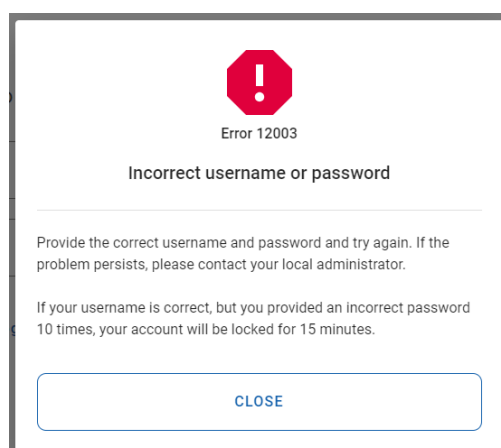 Error 12003
Incorrect username or password
Provide the correct username and password and try again. If the
problem persists, please contact your local administrator.
If your username is correct, but you provided an incorrect password
10 times, your account will be locked for 15 minutes.
CLOSE